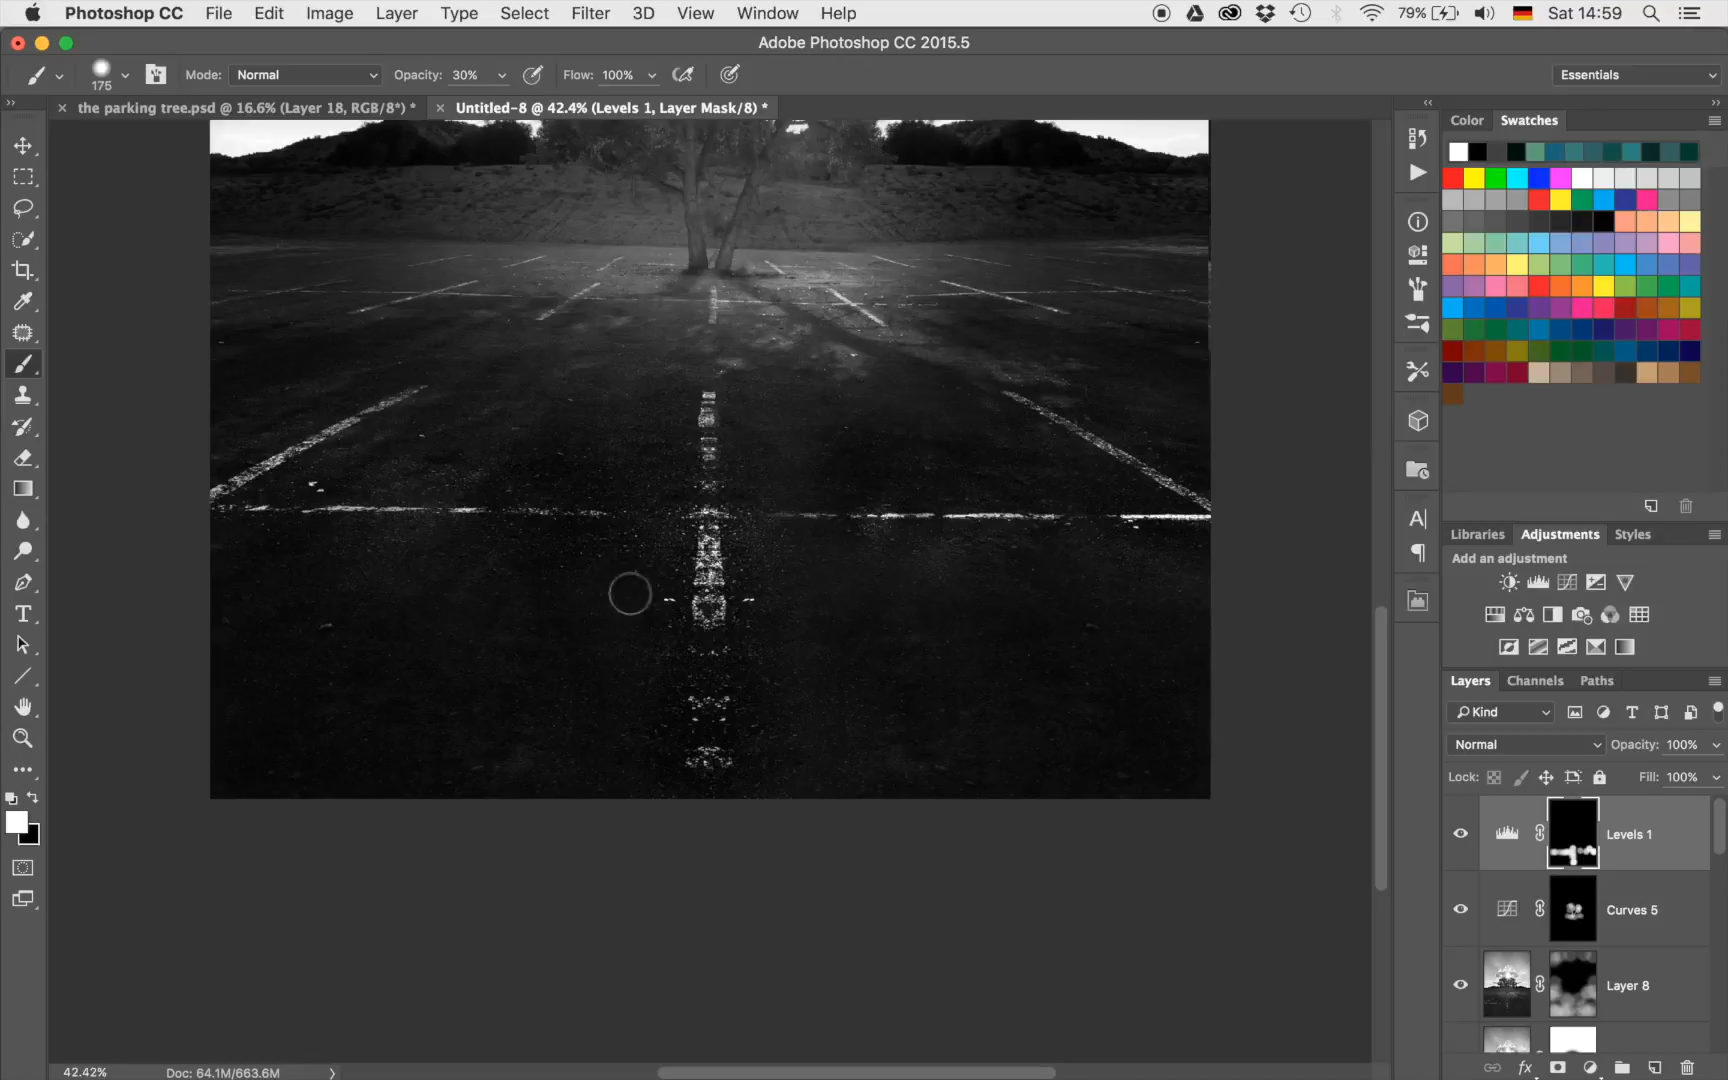 Photoshop CC File Edit Image Layer Type Select Filter 3D View Window Help 79% Sat 14:59
Adobe Photoshop CC 2015.5
175 Mode: Normal Opacity: 30% Flow: 100% Essentials
the parking tree.psd @ 16.6% (Layer 18, RGB/8*) * Untitled-8 @ 42.4% (Levels 1, Layer Mask/8) *
Color Swatches
Libraries Adjustments Styles
Add an adjustment
Layers Channels Paths
Kind
Normal Opacity: 100%
Lock: Fill: 100%
Levels 1
Curves 5
Layer 8
42.42% Doc: 64.1M/663.6M